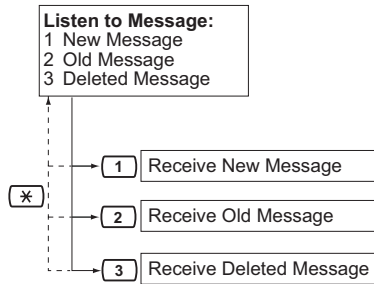 Listen to Message:
1 New Message
2 Old Message
3 Deleted Message
1 Receive New Message
2 Receive Old Message
3 Receive Deleted Message
*